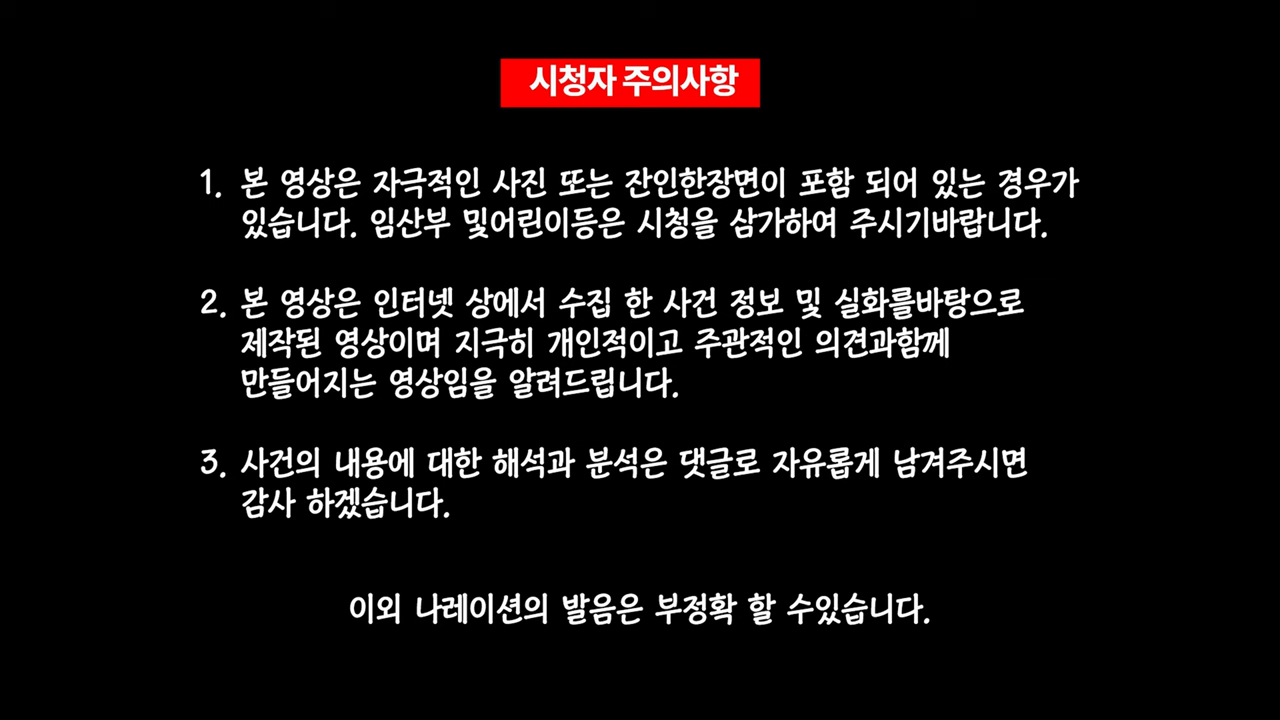 시청자 주의사항
1. 본 영상은 자극적인 사진 또는 잔인한장면이 포함 되어 있는 경우가
있습니다. 임산부 및어린이등은 시청을 삼가하여 주시기바랍니다.
2. 본 영상은 인터넷 상에서 수집 한 사건 정보 및 실화를바탕으로
제작된 영상이며 지극히 개인적이고 주관적인 의견과함께
만들어지는 영상임을 알려드립니다.
3. 사건의 내용에 대한 해석과 분석은 댓글로 자유롭게 남겨주시면
감사 하겠습니다.
이외 나레이션의 발음은 부정확 할 수있습니다.